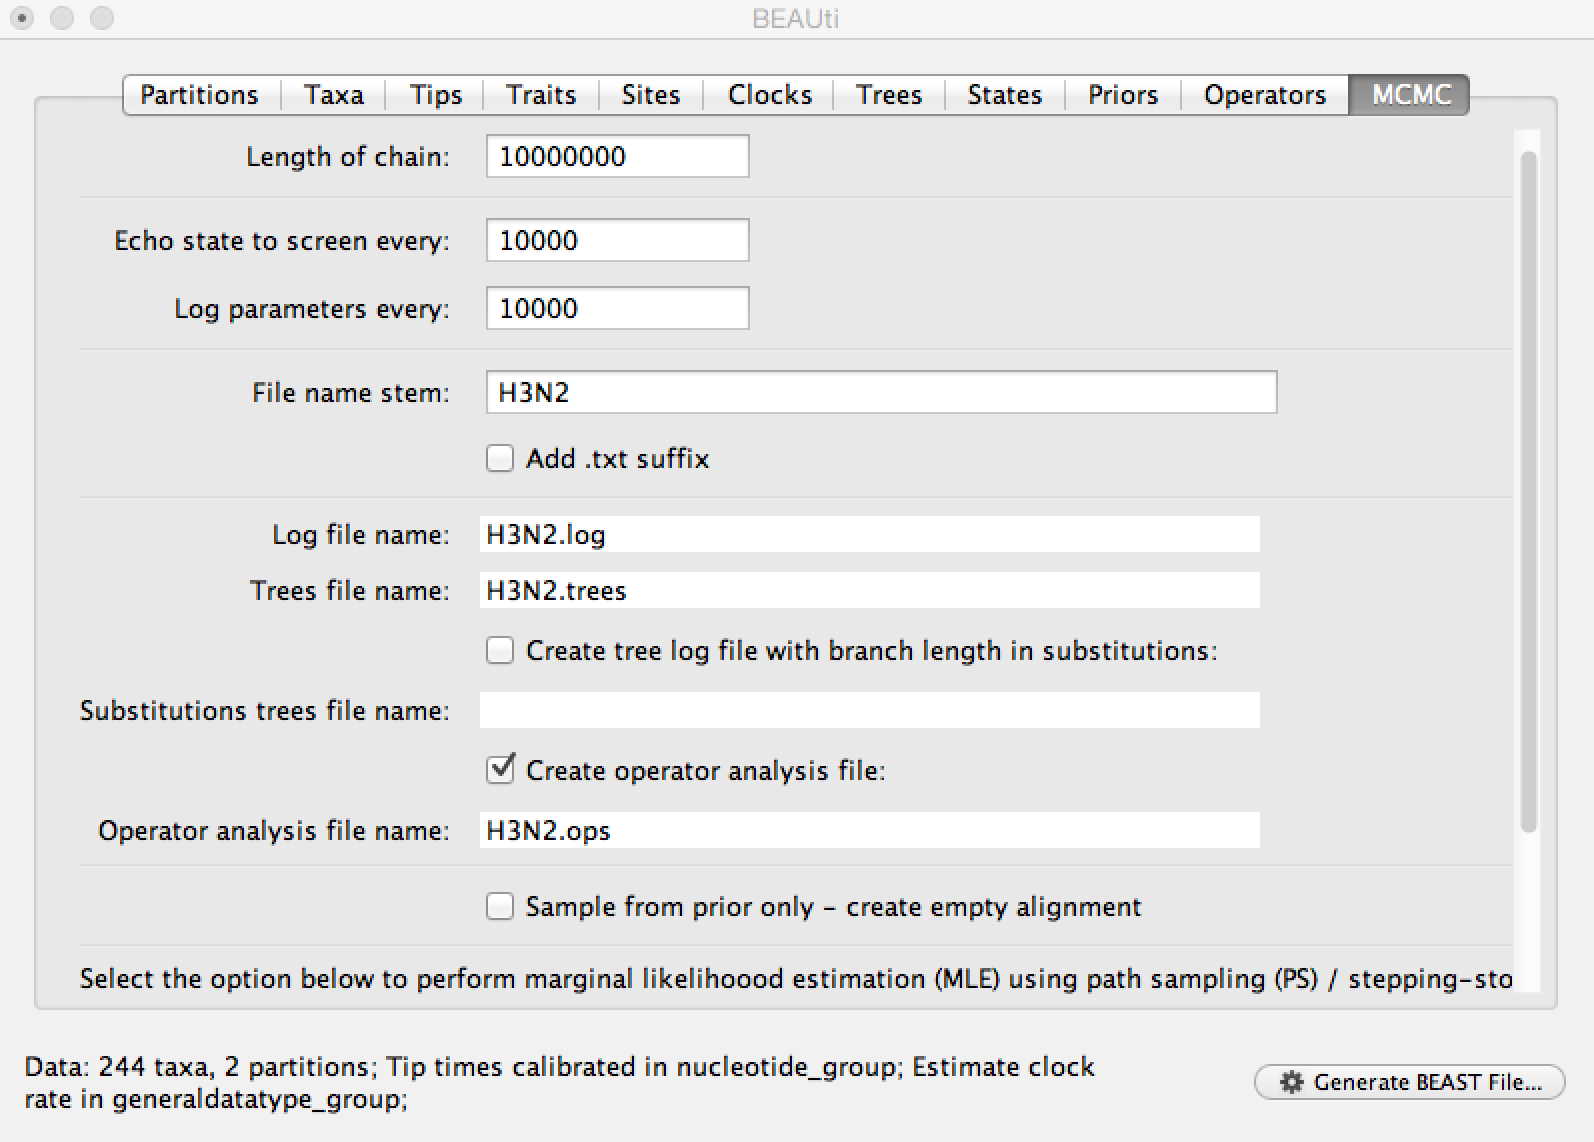 BEAUti
Partitions Taxa Tips Traits Sites Clocks Trees States Priors Operators MCMC
Length of chain: 10000000
Echo state to screen every: 10000
Log parameters every: 10000
File name stem: H3N2
Add .txt suffix
Log file name: H3N2.log
Trees file name: H3N2.trees
Create tree log file with branch length in substitutions:
Substitutions trees file name:
Create operator analysis file:
Operator analysis file name: H3N2.ops
Sample from prior only - create empty alignment
Select the option below to perform marginal likelihoood estimation (MLE) using path sampling (PS) / stepping-sto
Data: 244 taxa, 2 partitions; Tip times calibrated in nucleotide_group; Estimate clock
rate in generaldatatype_group;
Generate BEAST File...